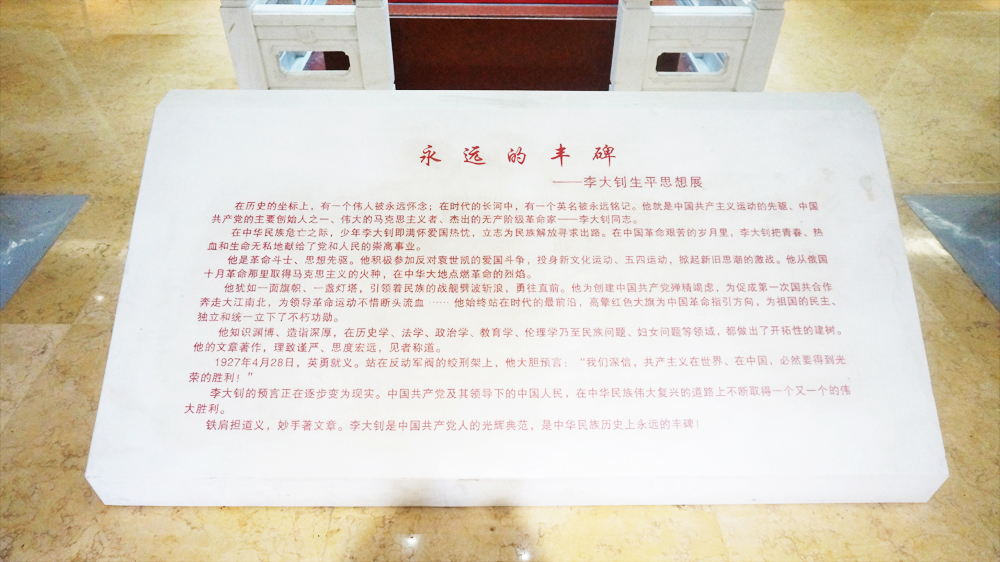 永远的丰碑
——李大钊生平思想展
在历史的坐标上，有一个伟人被永远怀念；在时代的长河中，有一个英名被永远铭记。他就是中国共产主义运动的先驱、中国
共产党的主要创始人之一、伟大的马克思主义者、杰出的无产阶级革命家——李大钊同志。
在中华民族危亡之际，少年李大钊即满怀爱国热忱，立志为民族解放寻求出路。在中国革命艰苦的岁月里，李大钊把青春、热
血和生命无私地献给了党和人民的崇高事业。
他是革命斗士、思想先驱。他积极参加反对袁世凯的爱国斗争，投身新文化运动、五四运动，掀起新旧思潮的激战。他从俄国
十月革命那里取得马克思主义的火种，在中华大地点燃革命的烈焰。
他犹如一面旗帜、一盏灯塔，引领着民族的战舰劈波斩浪，勇往直前。他为创建中国共产党殚精竭虑，为促成第一次国共合作
奔走大江南北，为领导革命运动不惜断头流血……他始终站在时代的最前沿，高擎红色大旗为中国革命指引方向，为祖国的民主、
独立和统一立下了不朽功勋。
他知识渊博、造诣深厚，在历史学、法学、政治学、教育学、伦理学乃至民族问题、妇女问题等领域，都做出了开拓性的建树。
他的文章著作，理致谨严、思度宏远，见者称道。
1927年4月28日，英勇就义。站在反动军阀的绞刑架上，他大胆预言：“我们深信，共产主义在世界、在中国，必然要得到光
荣的胜利！”
李大钊的预言正在逐步变为现实。中国共产党及其领导下的中国人民，在中华民族伟大复兴的道路上不断取得一个又一个的伟
大胜利。
铁肩担道义，妙手著文章。李大钊是中国共产党人的光辉典范，是中华民族历史上永远的丰碑！